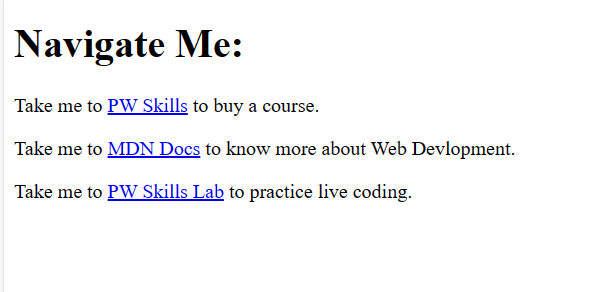 Navigate Me:
Take me to PW Skills to buy a course.
Take me to MDN Docs to know more about Web Devlopment.
Take me to PW Skills Lab to practice live coding.